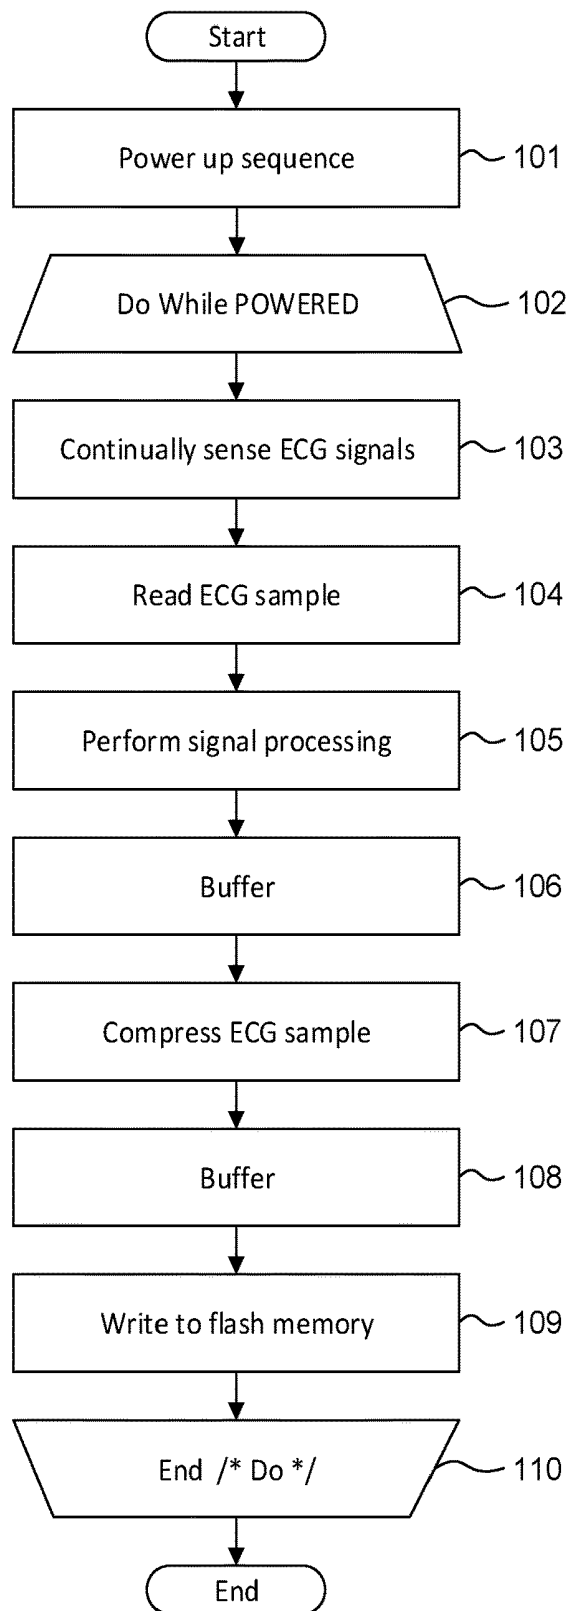 Start
Power up sequence 101
Do While POWERED 102
Continually sense ECG signals 103
Read ECG sample 104
Perform signal processing 105
Buffer 106
Compress ECG sample 107
Buffer 108
Write to flash memory 109
End /* Do */ 110
End